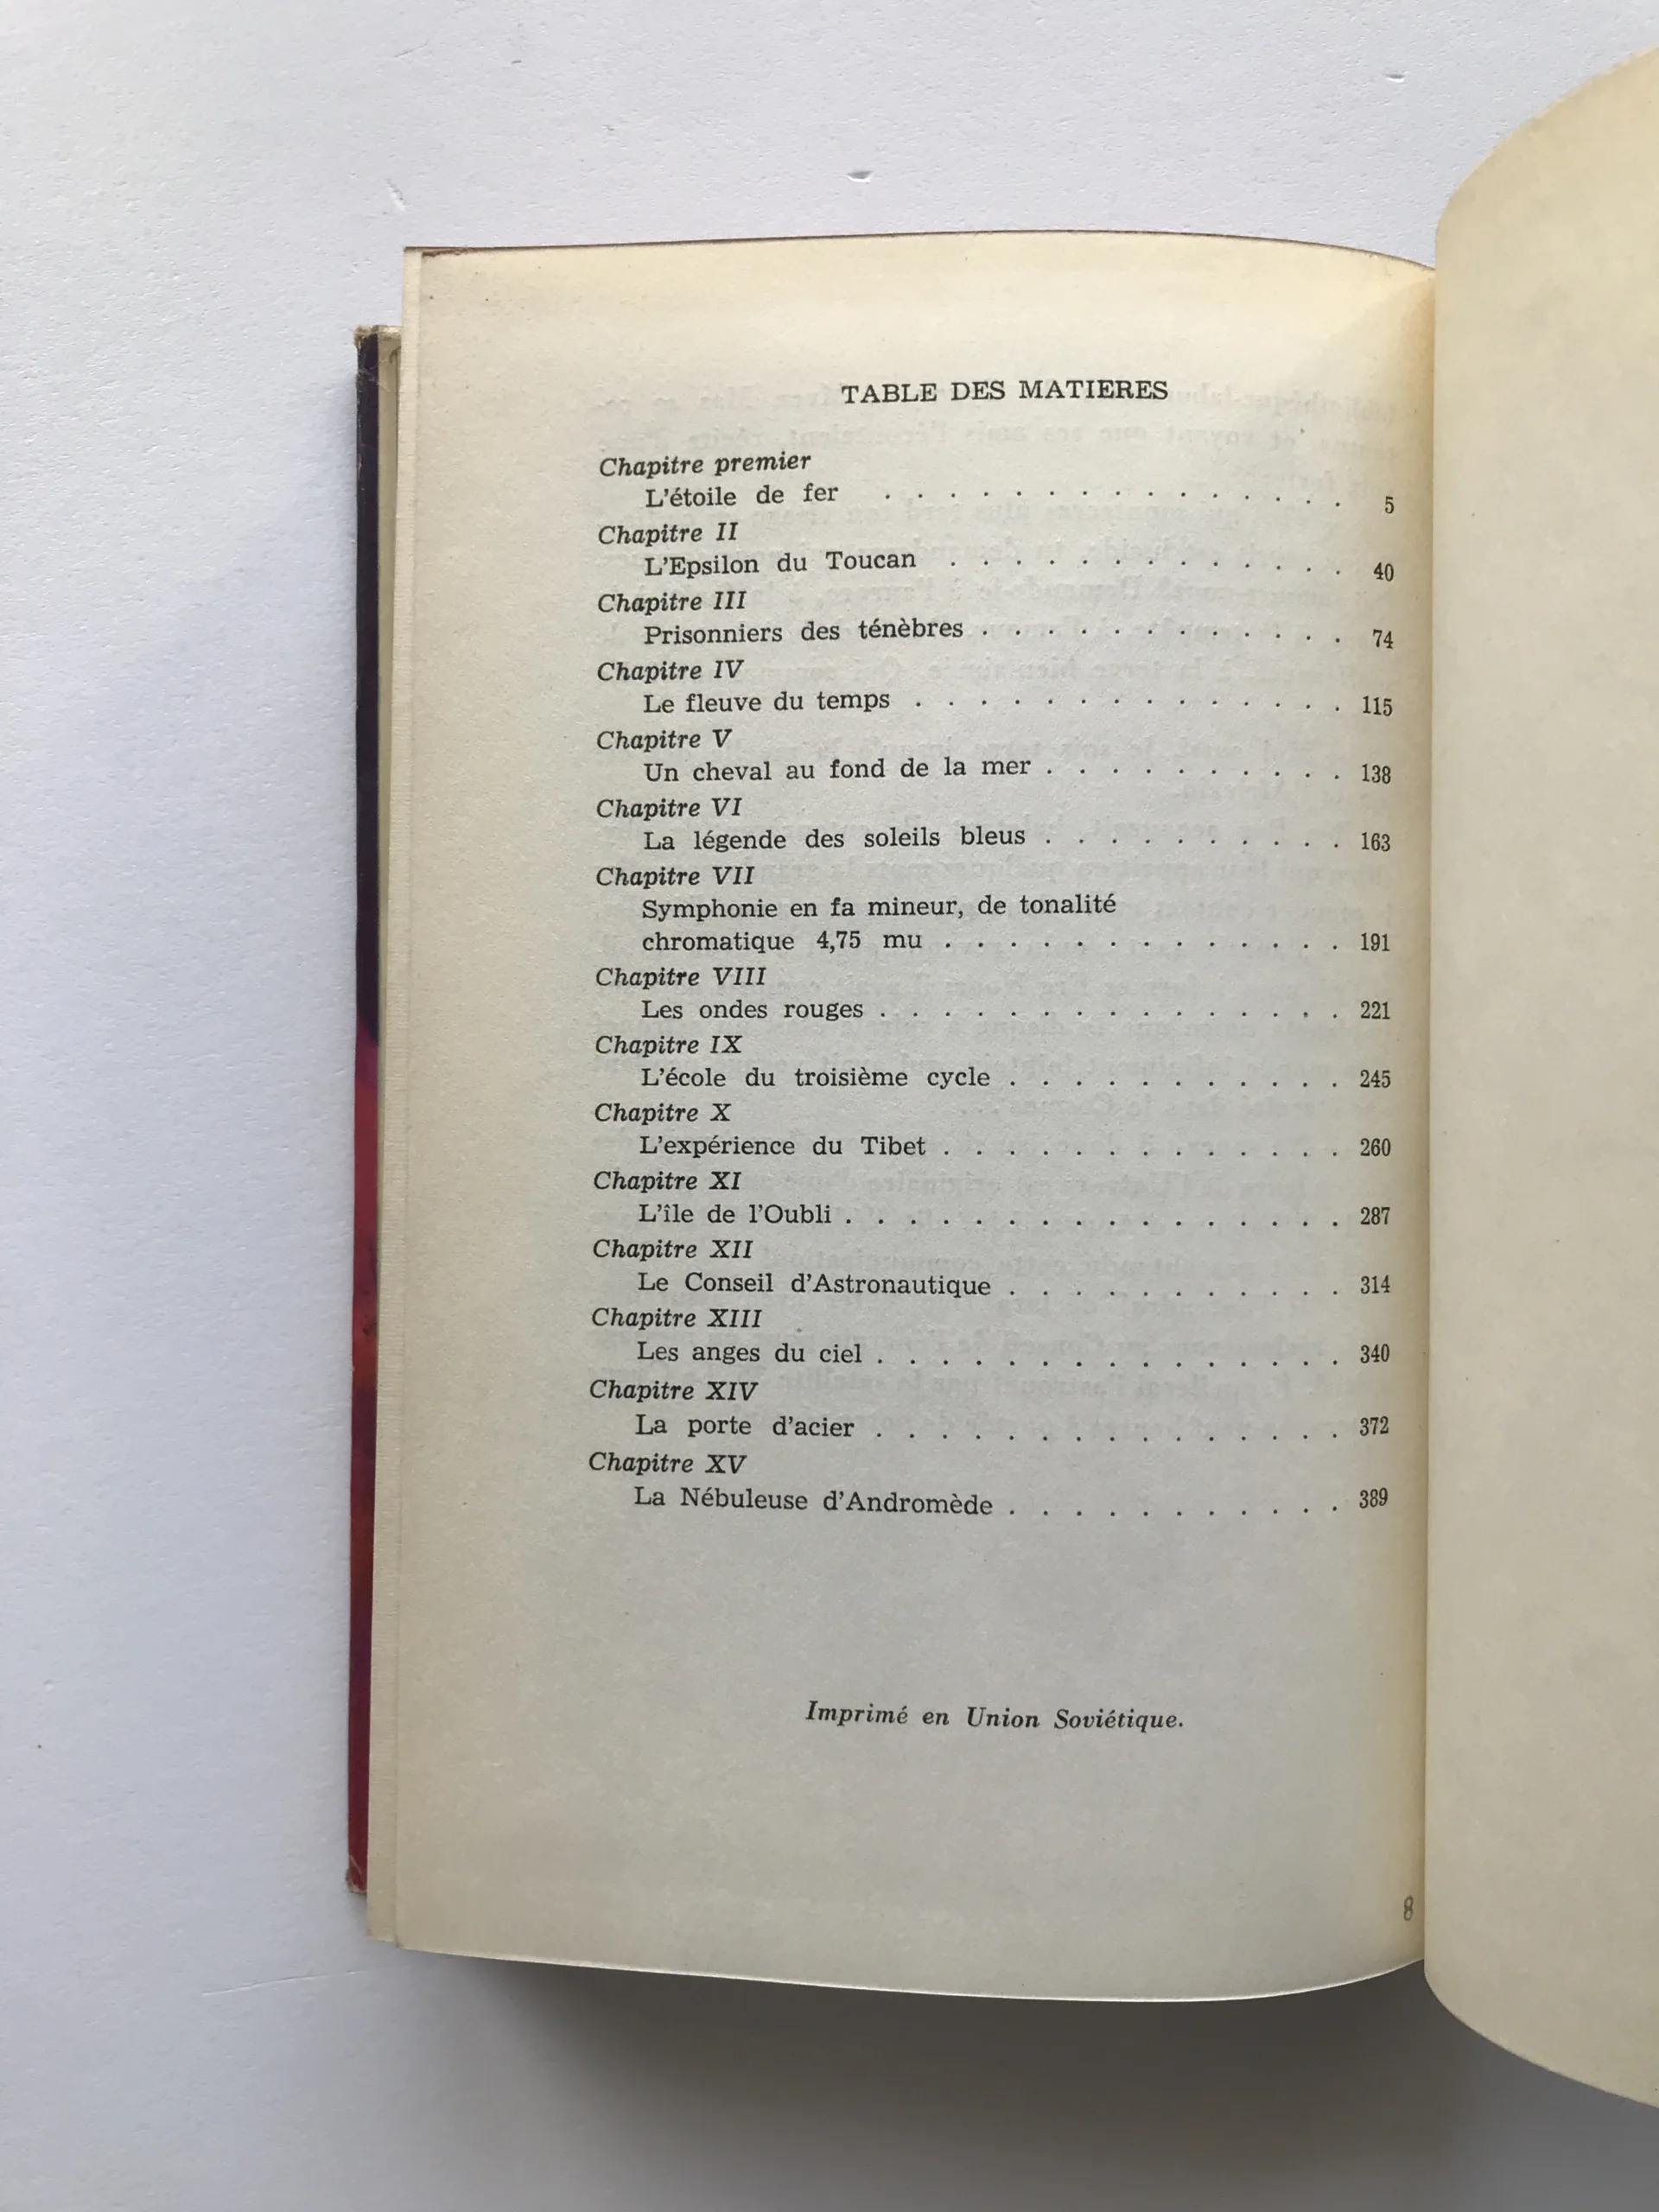 TABLE DES MATIERES
Chapitre premier
L'étoile de fer . . . . . . . . . . . . . . . 5
Chapitre II
L'Epsilon du Toucan . . . . . . . . . . . . . 40
Chapitre III
Prisonniers des ténèbres . . . . . . . . . . . . 74
Chapitre IV
Le fleuve du temps . . . . . . . . . . . . . . 115
Chapitre V
Un cheval au fond de la mer . . . . . . . . . . 138
Chapitre VI
La légende des soleils bleus . . . . . . . . . . 163
Chapitre VII
Symphonie en fa mineur, de tonalité
chromatique 4,75 mu . . . . . . . . . . . . . 191
Chapitre VIII
Les ondes rouges . . . . . . . . . . . . . . . 221
Chapitre IX
L'école du troisième cycle . . . . . . . . . . . 245
Chapitre X
L'expérience du Tibet . . . . . . . . . . . . . 260
Chapitre XI
L'île de l'Oubli . . . . . . . . . . . . . . . . 287
Chapitre XII
Le Conseil d'Astronautique . . . . . . . . . . . 314
Chapitre XIII
Les anges du ciel . . . . . . . . . . . . . . . 340
Chapitre XIV
La porte d'acier . . . . . . . . . . . . . . . 372
Chapitre XV
La Nébuleuse d'Andromède . . . . . . . . . . . 389
Imprimé en Union Soviétique.
8